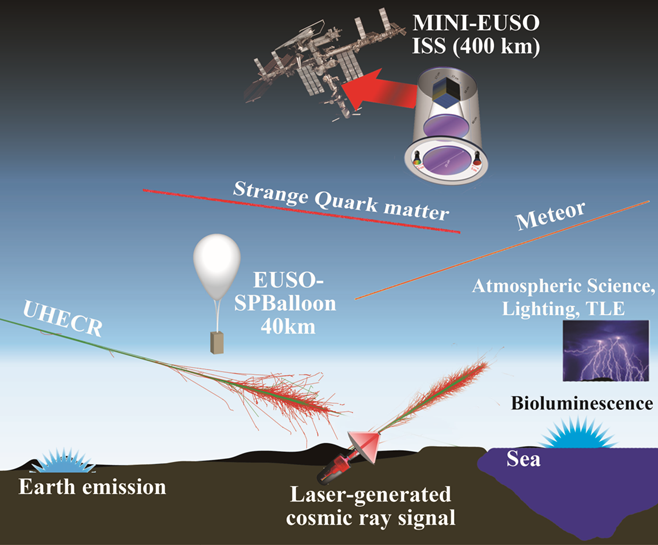 MINI-EUSO
ISS (400 km)
Strange Quark matter
Meteor
EUSO-
SPBalloon
40km
Atmospheric Science,
Lighting, TLE
UHECR
Bioluminescence
Sea
Earth emission
Laser-generated
cosmic ray signal